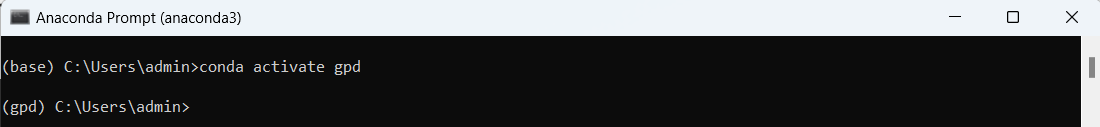 Anaconda Prompt (anaconda3)
(base) C:\Users\admin>conda activate gpd
(gpd) C:\Users\admin>